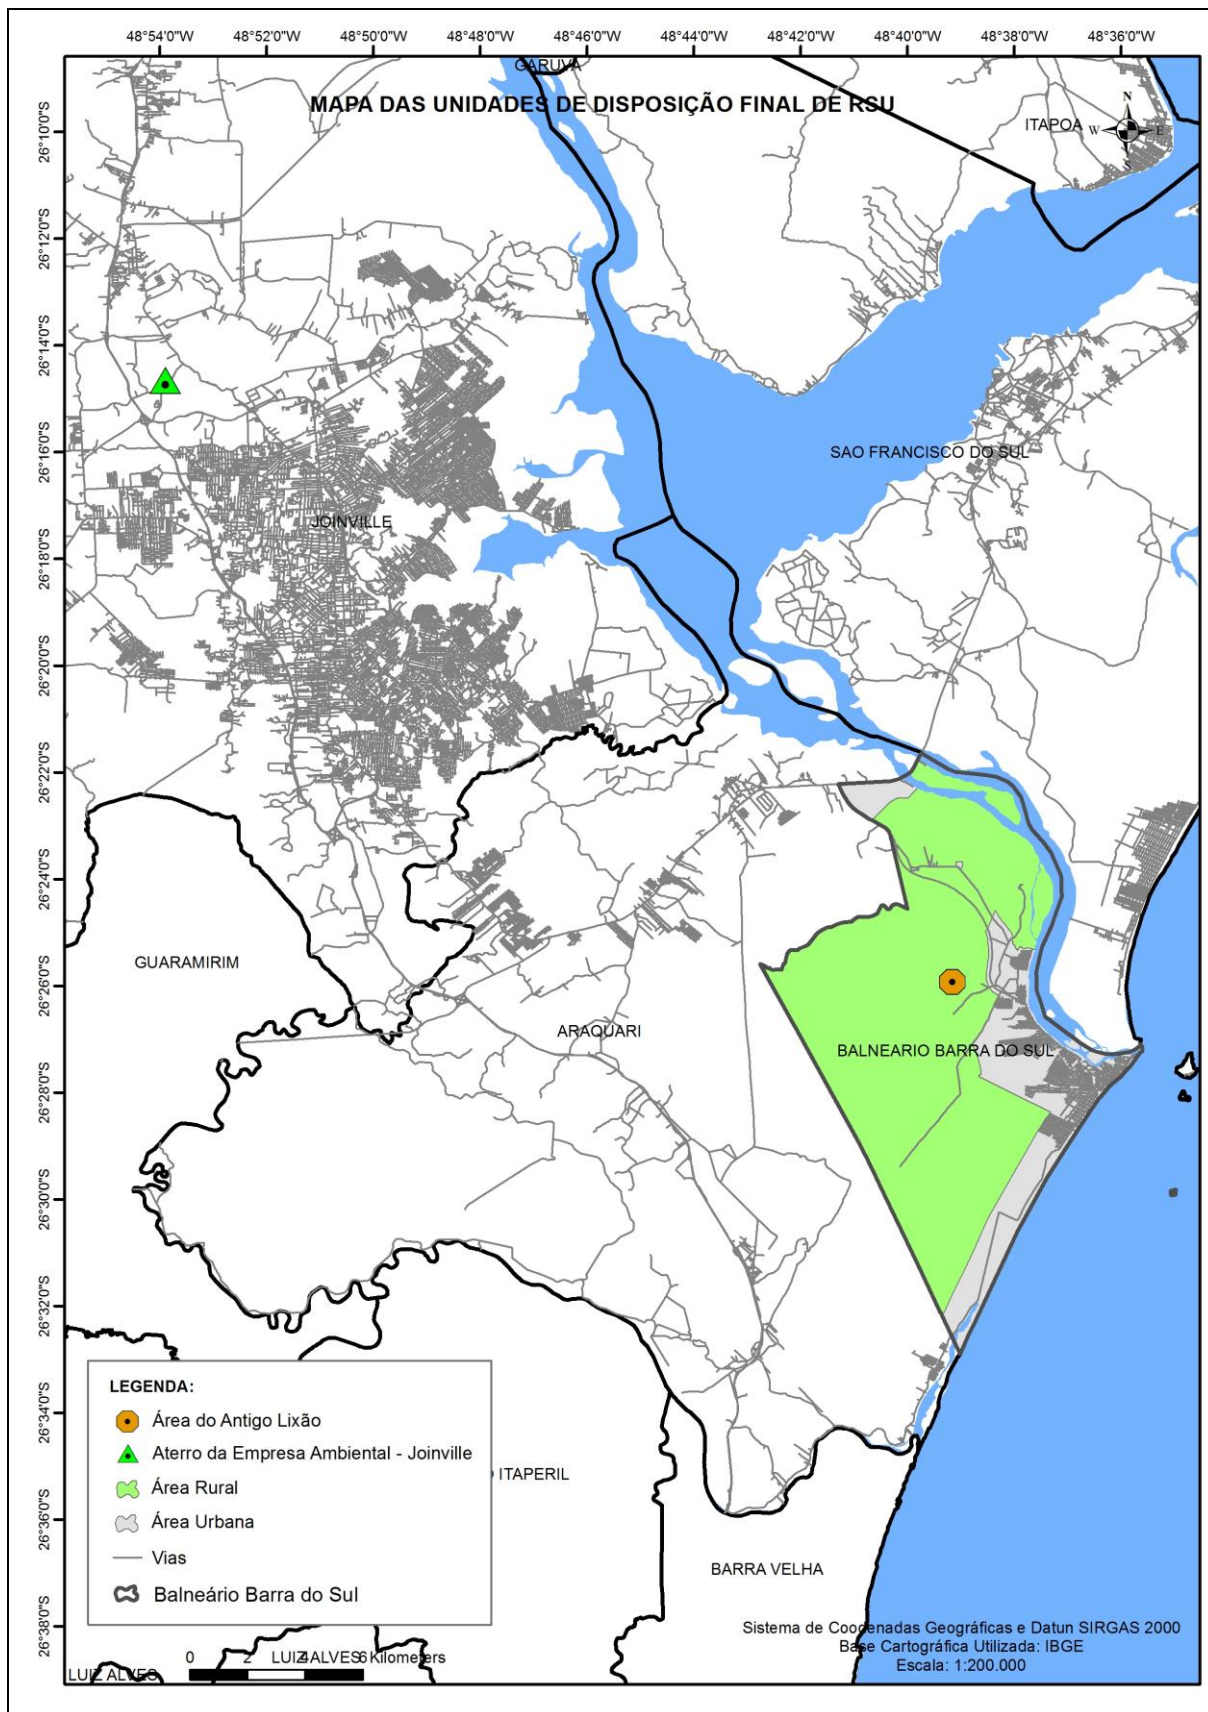 48°54'0"W 48°52'0"W 48°50'0"W 48°48'0"W 48°46'0"W 48°44'0"W 48°42'0"W 48°40'0"W 48°38'0"W 48°36'0"W
GARUVA
MAPA DAS UNIDADES DE DISPOSIÇÃO FINAL DE RSU
N
ITAPOA
W E
S
26°10'0"S
26°12'0"S
26°14'0"S
26°16'0"S
SAO FRANCISCO DO SUL
JOINVILLE
26°18'0"S
26°20'0"S
26°22'0"S
26°24'0"S
GUARAMIRIM
26°26'0"S
ARAQUARI
BALNEARIO BARRA DO SUL
26°28'0"S
26°30'0"S
26°32'0"S
26°34'0"S
26°36'0"S
26°38'0"S
LEGENDA:
Área do Antigo Lixão
Aterro da Empresa Ambiental - Joinville
Área Rural
Área Urbana
Vias
Balneário Barra do Sul
ITAPERIL
BARRA VELHA
Sistema de Coodenadas Geográficas e Datun SIRGAS 2000
Base Cartográfica Utilizada: IBGE
Escala: 1:200.000
0 2 4 6 Kilometers
LUIZ ALVES
LUIZ ALVES